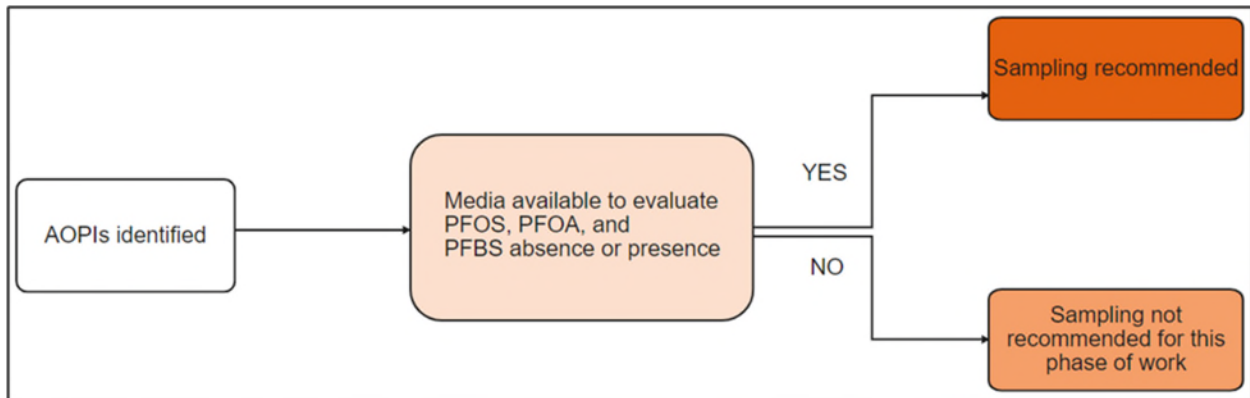 AOPIs identified
Media available to evaluate
PFOS, PFOA, and
PFBS absence or presence
YES
Sampling recommended
NO
Sampling not
recommended for this
phase of work